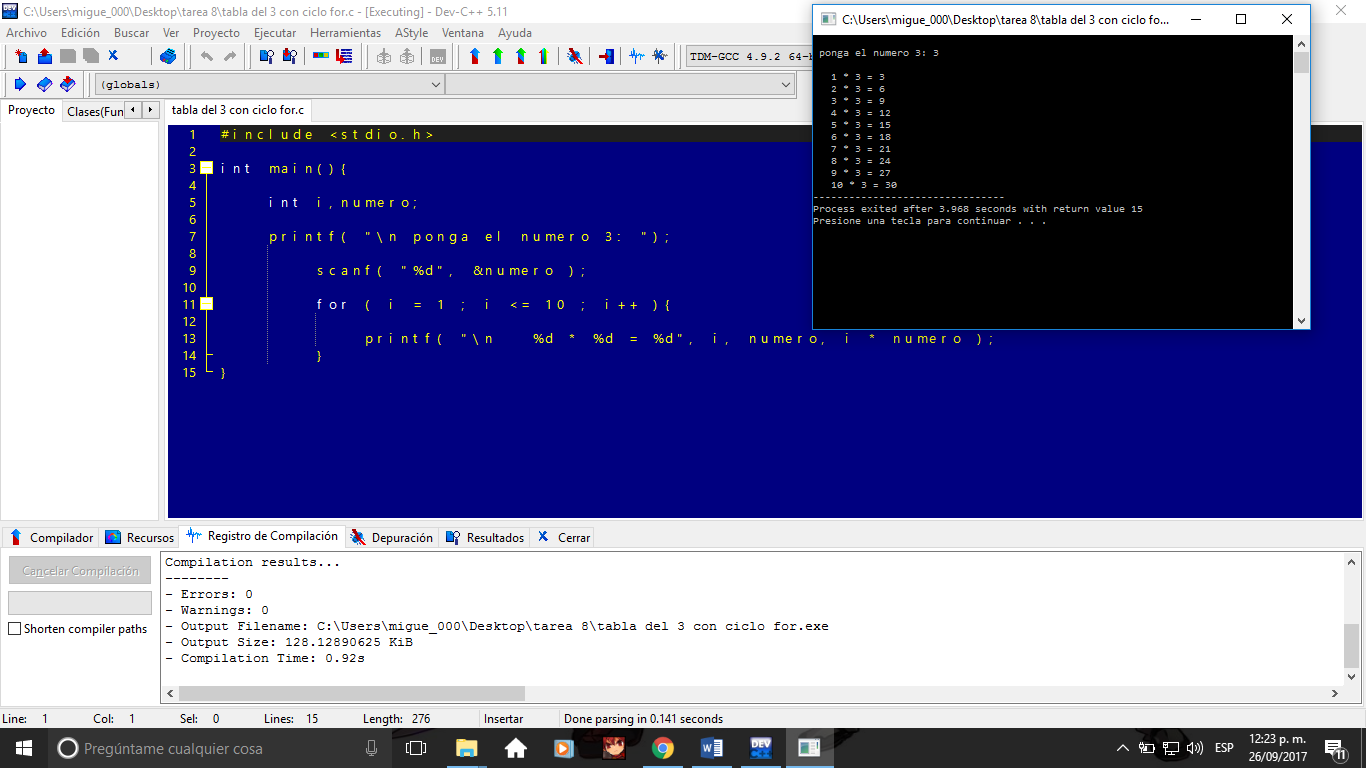 C:\Users\migue_000\Desktop\tarea 8\tabla del 3 con ciclo for.c - [Executing] - Dev-C++ 5.11
Archivo Edición Buscar Ver Proyecto Ejecutar Herramientas AStyle Ventana Ayuda
TDM-GCC 4.9.2 64-
(globals)
Proyecto Clases(Fun
tabla del 3 con ciclo for.c
1 #include <stdio.h>
2
3 int main(){
4
5 int i,numero;
6
7 printf( "\n ponga el numero 3: ");
8
9 scanf( "%d", &numero );
10
11 for ( i = 1 ; i <= 10 ; i++ ){
12
13 printf( "\n   %d * %d = %d", i, numero, i * numero );
14 }
15 }
C:\Users\migue_000\Desktop\tarea 8\tabla del 3 con ciclo fo...
ponga el numero 3: 3
1 * 3 = 3
2 * 3 = 6
3 * 3 = 9
4 * 3 = 12
5 * 3 = 15
6 * 3 = 18
7 * 3 = 21
8 * 3 = 24
9 * 3 = 27
10 * 3 = 30
--------------------------------
Process exited after 3.968 seconds with return value 15
Presione una tecla para continuar . . .
Compilador Recursos Registro de Compilación Depuración Resultados Cerrar
Cancelar Compilación
Shorten compiler paths
Compilation results...
--------
- Errors: 0
- Warnings: 0
- Output Filename: C:\Users\migue_000\Desktop\tarea 8\tabla del 3 con ciclo for.exe
- Output Size: 128.12890625 KiB
- Compilation Time: 0.92s
Line: 1 Col: 1 Sel: 0 Lines: 15 Length: 276 Insertar Done parsing in 0.141 seconds
Pregúntame cualquier cosa
DEV
ESP
12:23 p. m.
26/09/2017
11